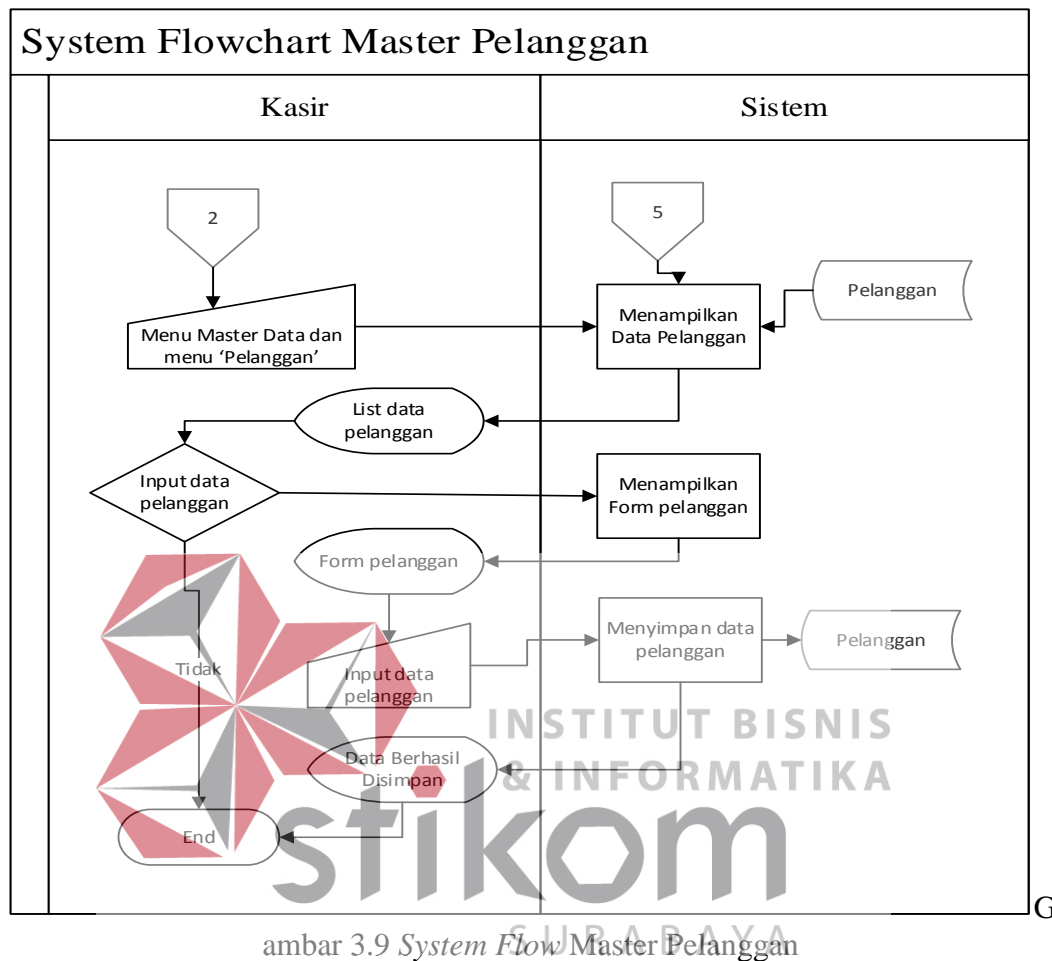 System Flowchart Master Pelanggan
Kasir
Sistem
2
5
Pelanggan
Menu Master Data dan
menu ‘Pelanggan’
Menampilkan
Data Pelanggan
List data
pelanggan
Input data
pelanggan
Menampilkan
Form pelanggan
Form pelanggan
Tidak
Input data
pelanggan
Menyimpan data
pelanggan
Pelanggan
Data Berhasil
Disimpan
End
INSTITUT BISNIS
& INFORMATIKA
stikom
SURABAYA
G
ambar 3.9 System Flow Master Pelanggan